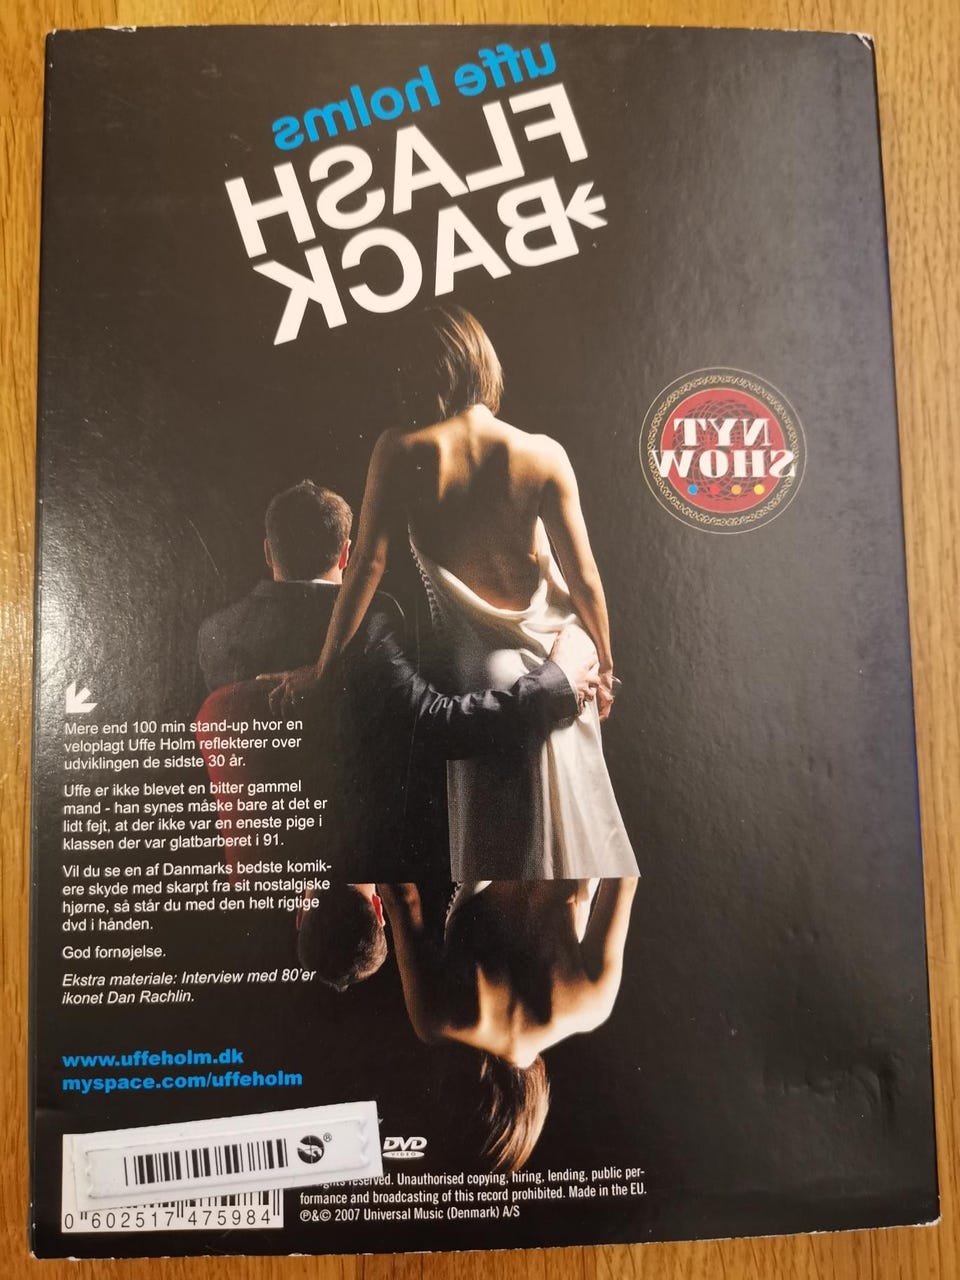 uffe holms
FLASH
BACK
NYT
SHOW
Mere end 100 min stand-up hvor en
veloplagt Uffe Holm reflekterer over
udviklingen de sidste 30 år.
Uffe er ikke blevet en bitter gammel
mand - han synes måske bare at det er
lidt fejt, at der ikke var en eneste pige i
klassen der var glatbarberet i 91.
Vil du se en af Danmarks bedste komik-
ere skyde med skarpt fra sit nostalgiske
hjørne, så står du med den helt rigtige
dvd i hånden.
God fornøjelse.
Ekstra materiale: Interview med 80'er
ikonet Dan Rachlin.
www.uffeholm.dk
myspace.com/uffeholm
DVD
VIDEO
reserved. Unauthorised copying, hiring, lending, public per-
formance and broadcasting of this record prohibited. Made in the EU.
℗&© 2007 Universal Music (Denmark) A/S
0 602517 475984